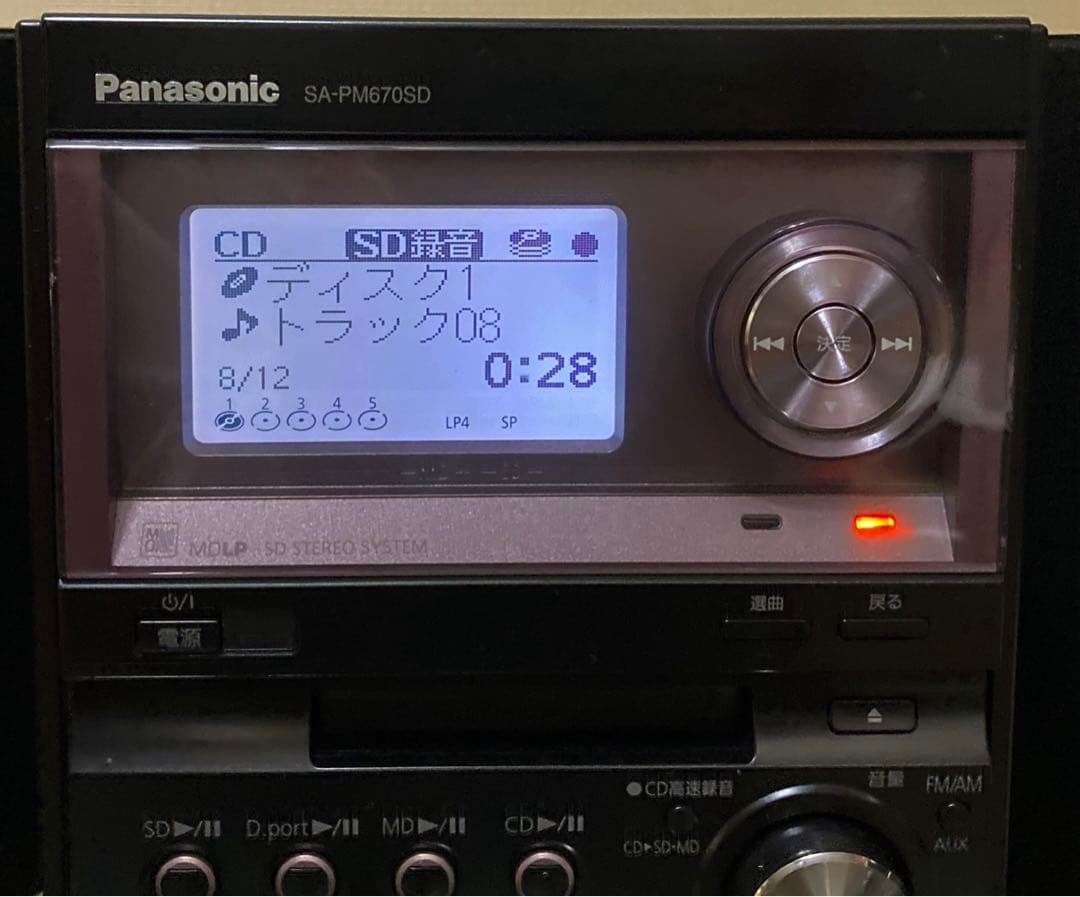 Panasonic SA-PM670SD
CD SD録音
ディスク1
トラック08
8/12 0:28
1 2 3 4 5
LP4 SP
決定
MD MDLP SD STEREO SYSTEM
⏻/I
電源
選曲 戻る
●CD高速録音
音量
FM/AM
SD▶/II D.port▶/II MD▶/II CD▶/II
CD▶SD·MD
AUX